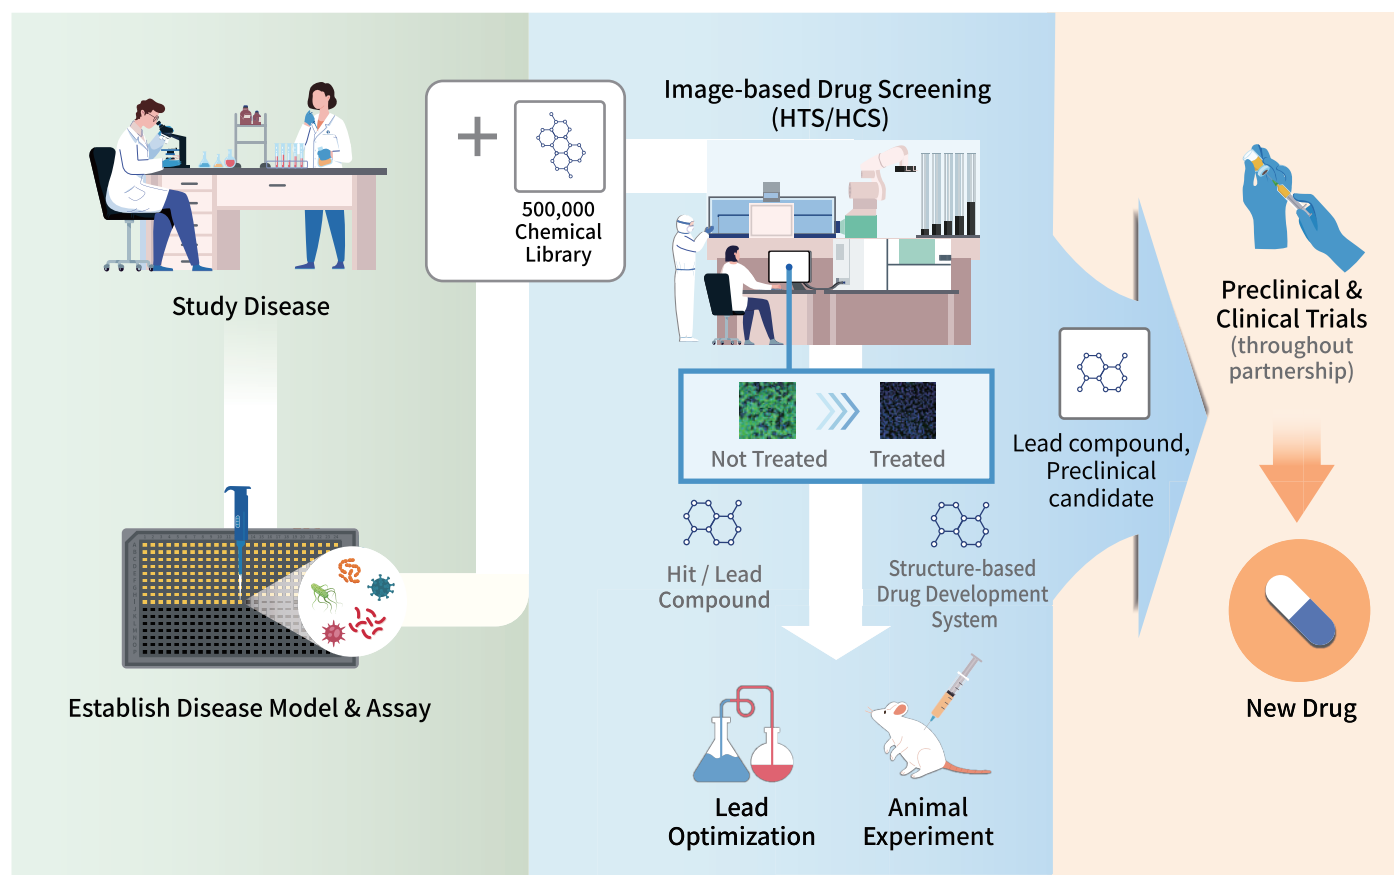 Study Disease
Establish Disease Model & Assay
+
500,000
Chemical
Library
Image-based Drug Screening
(HTS/HCS)
Not Treated
Treated
Hit / Lead
Compound
Structure-based
Drug Development
System
Lead
Optimization
Animal
Experiment
Lead compound,
Preclinical
candidate
Preclinical &
Clinical Trials
(throughout
partnership)
New Drug